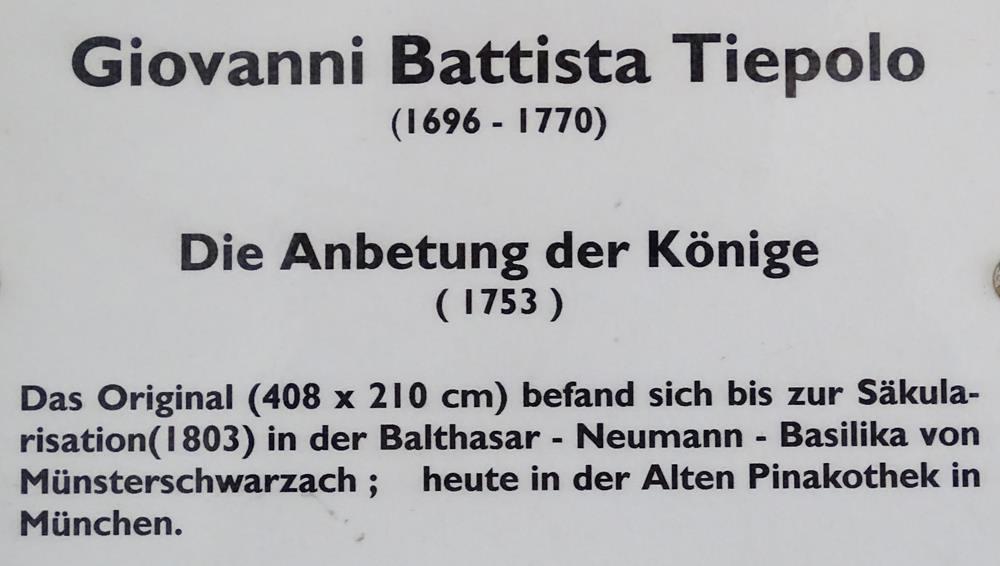 Giovanni Battista Tiepolo
(1696 - 1770)
Die Anbetung der Könige
( 1753 )
Das Original (408 x 210 cm) befand sich bis zur Säkula-
risation(1803) in der Balthasar - Neumann - Basilika von
Münsterschwarzach ; heute in der Alten Pinakothek in
München.